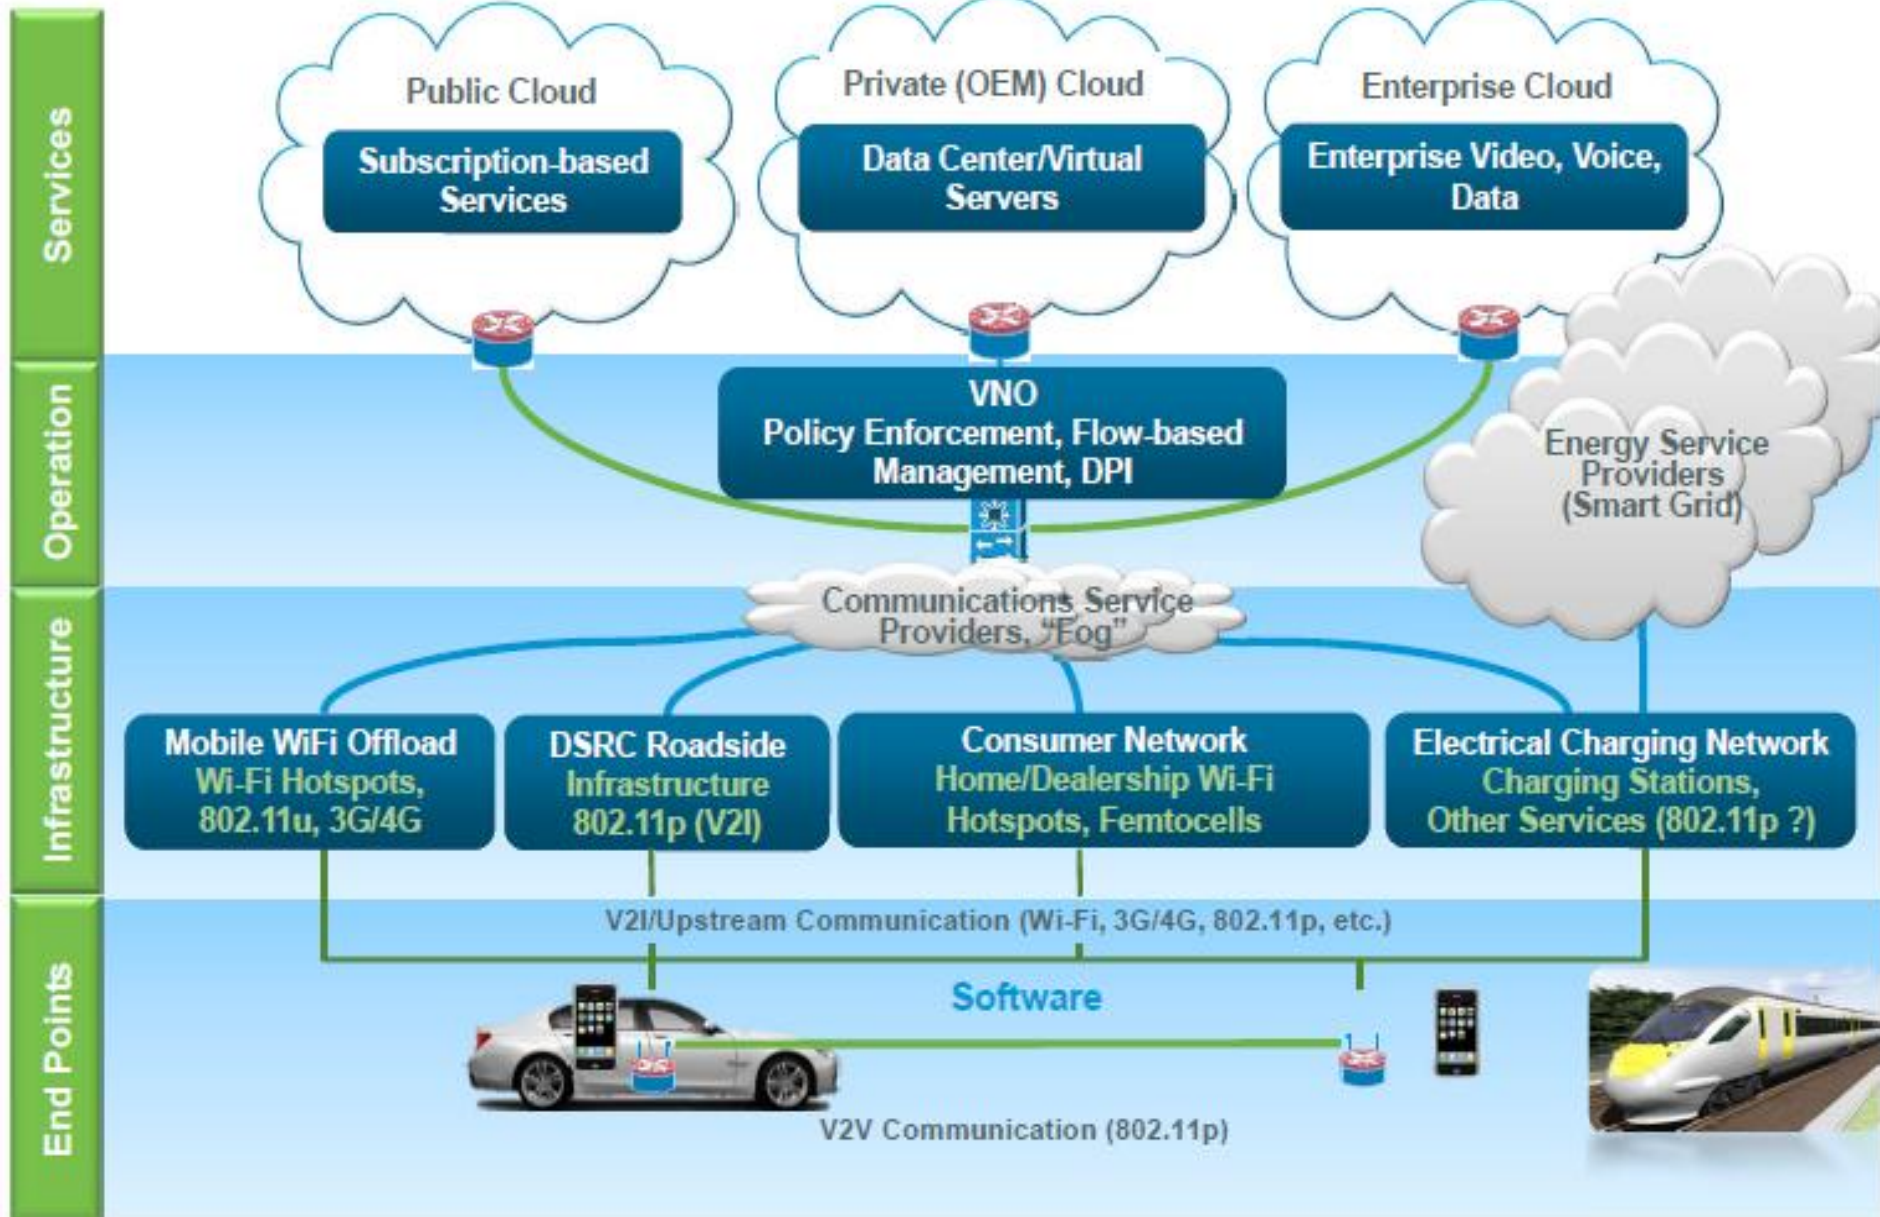 Services
Public Cloud
Subscription-based
Services
Private (OEM) Cloud
Data Center/Virtual
Servers
Enterprise Cloud
Enterprise Video, Voice,
Data
Operation
VNO
Policy Enforcement, Flow-based
Management, DPI
Energy Service
Providers
(Smart Grid)
Infrastructure
Communications Service
Providers, “Fog”
Mobile WiFi Offload
Wi-Fi Hotspots,
802.11u, 3G/4G
DSRC Roadside
Infrastructure
802.11p (V2I)
Consumer Network
Home/Dealership Wi-Fi
Hotspots, Femtocells
Electrical Charging Network
Charging Stations,
Other Services (802.11p ?)
End Points
V2I/Upstream Communication (Wi-Fi, 3G/4G, 802.11p, etc.)
Software
V2V Communication (802.11p)